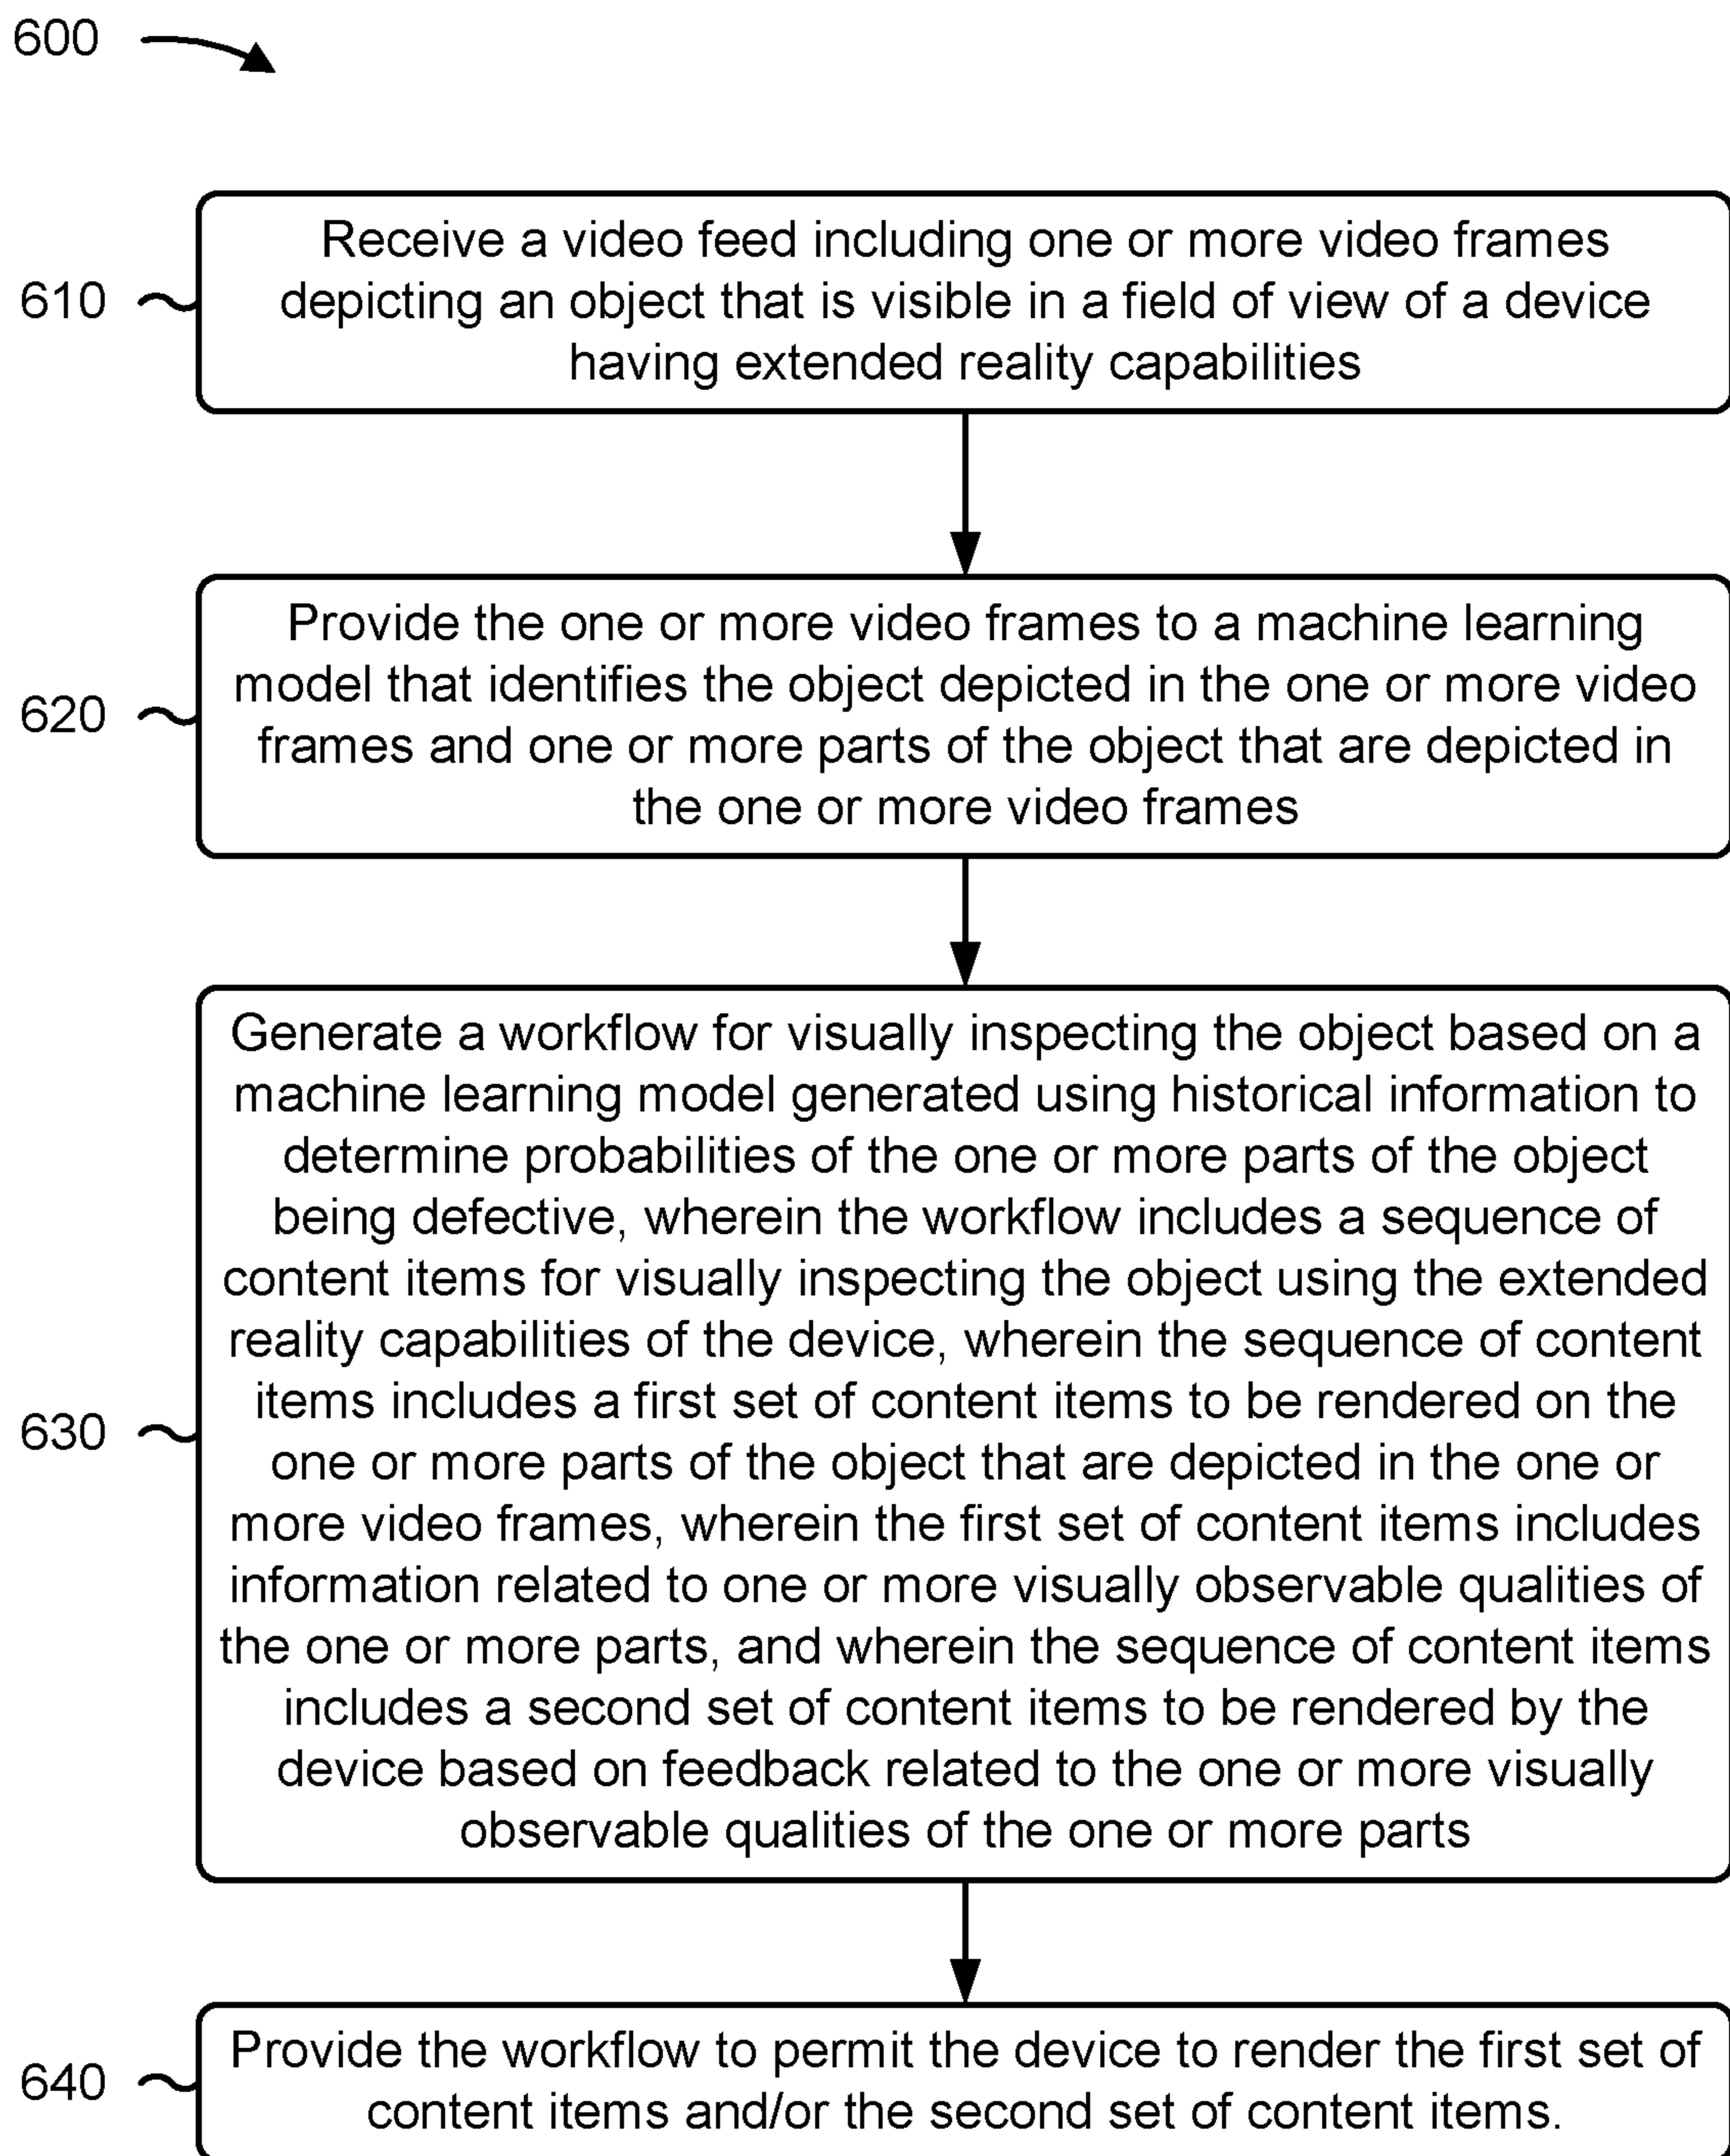 600
Receive a video feed including one or more video frames
depicting an object that is visible in a field of view of a device
having extended reality capabilities
610
Provide the one or more video frames to a machine learning
model that identifies the object depicted in the one or more video
frames and one or more parts of the object that are depicted in
the one or more video frames
620
Generate a workflow for visually inspecting the object based on a
machine learning model generated using historical information to
determine probabilities of the one or more parts of the object
being defective, wherein the workflow includes a sequence of
content items for visually inspecting the object using the extended
reality capabilities of the device, wherein the sequence of content
items includes a first set of content items to be rendered on the
one or more parts of the object that are depicted in the one or
more video frames, wherein the first set of content items includes
information related to one or more visually observable qualities of
the one or more parts, and wherein the sequence of content items
includes a second set of content items to be rendered by the
device based on feedback related to the one or more visually
observable qualities of the one or more parts
630
Provide the workflow to permit the device to render the first set of
content items and/or the second set of content items.
640